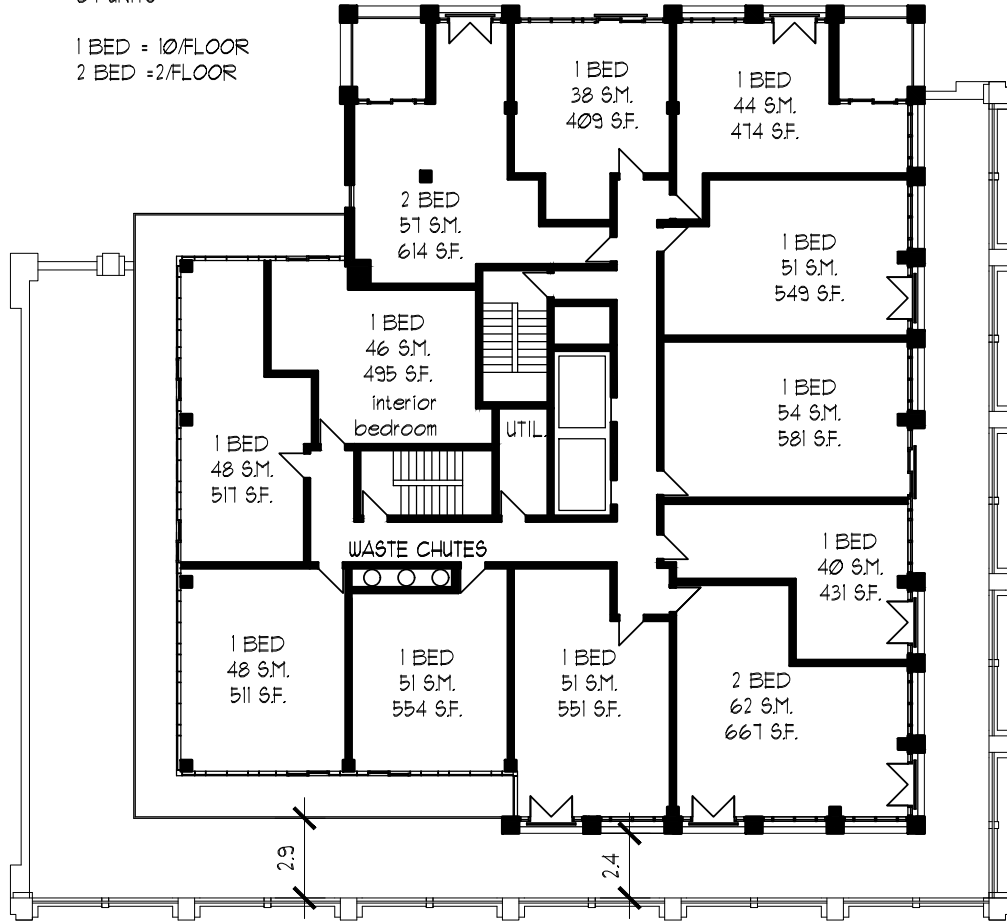 UNITS
1 BED = 10/FLOOR
2 BED =2/FLOOR
1 BED
38 S.M.
409 S.F.
1 BED
44 S.M.
474 S.F.
2 BED
57 S.M.
614 S.F.
1 BED
51 S.M.
549 S.F.
1 BED
46 S.M.
495 S.F.
interior
bedroom
UTIL.
1 BED
54 S.M.
581 S.F.
1 BED
48 S.M.
517 S.F.
WASTE CHUTES
1 BED
40 S.M.
431 S.F.
1 BED
48 S.M.
511 S.F.
1 BED
51 S.M.
554 S.F.
1 BED
51 S.M.
551 S.F.
2 BED
62 S.M.
667 S.F.
2.9
2.4